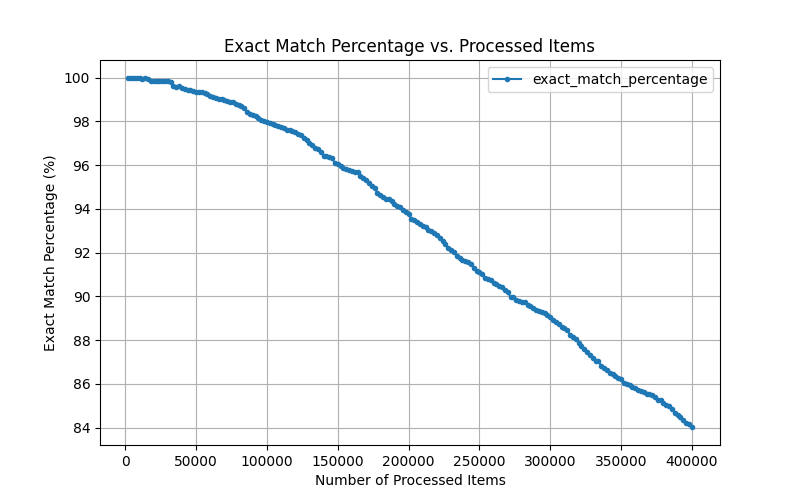 Exact Match Percentage vs. Processed Items
exact_match_percentage
100
98
96
94
92
90
88
86
84
Exact Match Percentage (%)
0 50000 100000 150000 200000 250000 300000 350000 400000
Number of Processed Items